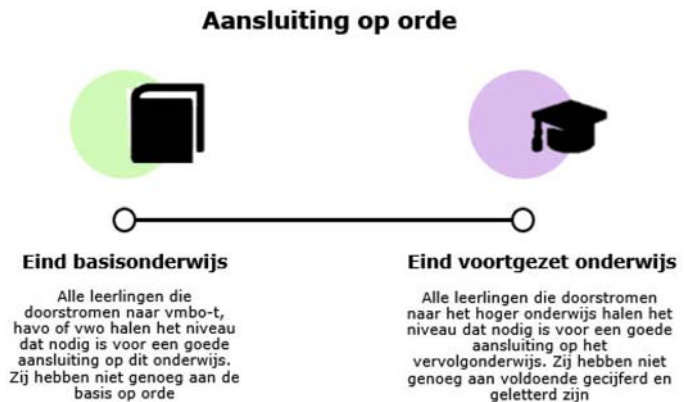 Aansluiting op orde
Eind basisonderwijs
Alle leerlingen die
doorstromen naar vmbo-t,
havo of vwo halen het niveau
dat nodig is voor een goede
aansluiting op dit onderwijs.
Zij hebben niet genoeg aan de
basis op orde
Eind voortgezet onderwijs
Alle leerlingen die doorstromen
naar het hoger onderwijs halen het
niveau dat nodig is voor een goede
aansluiting op het
vervolgonderwijs. Zij hebben niet
genoeg aan voldoende gecijferd en
geletterd zijn